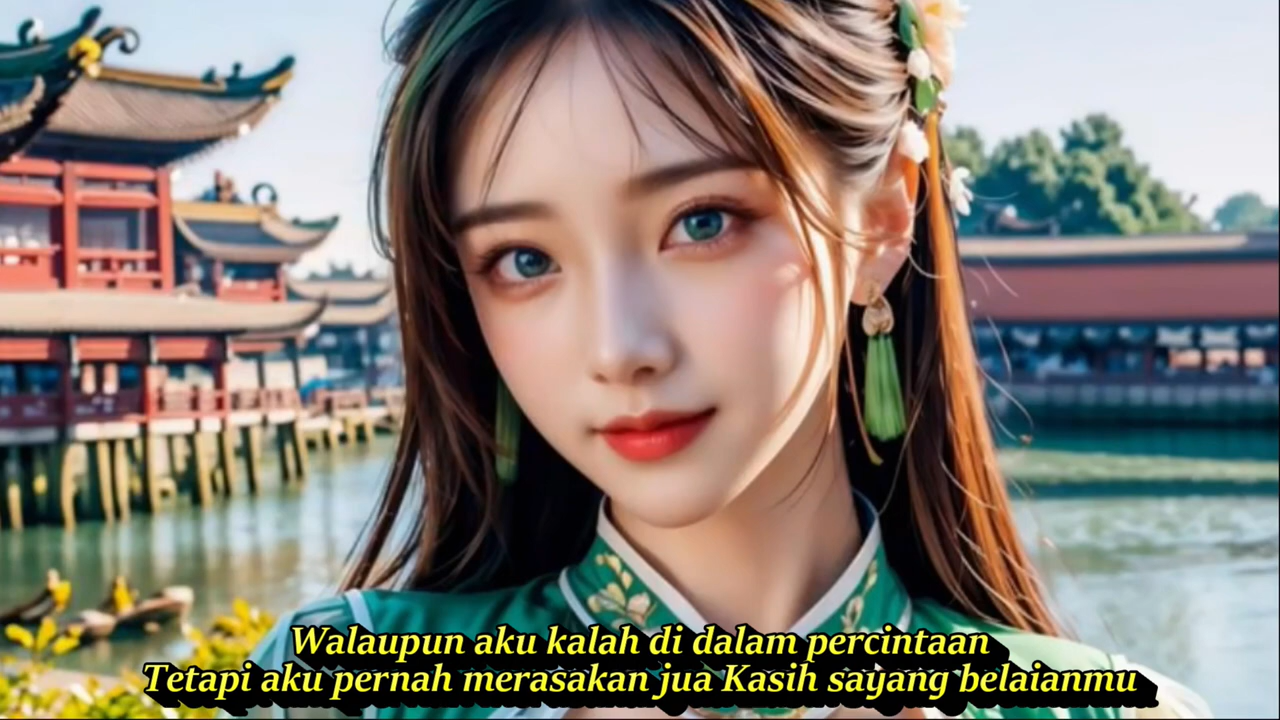 Walaupun aku kalah di dalam percintaan
Tetapi aku pernah merasakan jua Kasih sayang belaianmu